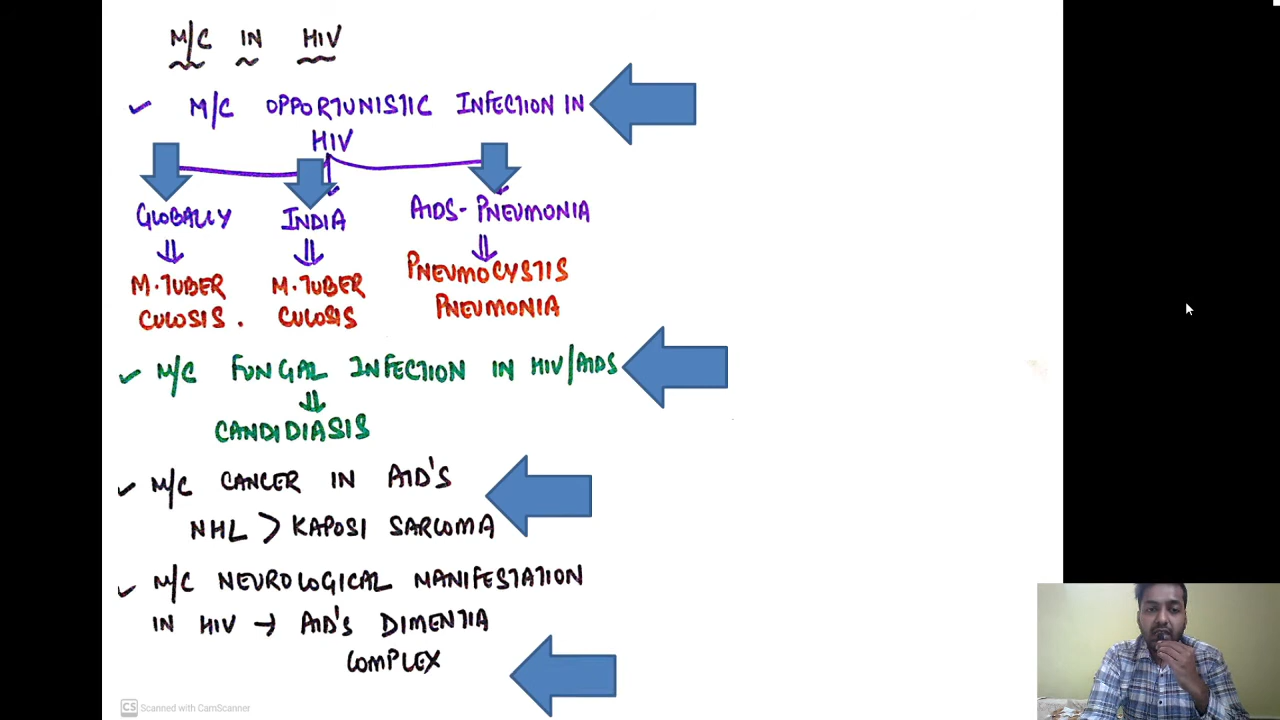 M/C IN HIV
M/C OPPORTUNISTIC INFECTION IN
HIV
GLOBALLY INDIA AIDS-PNEUMONIA
M.TUBER M.TUBER PNEUMOCYSTIS
CULOSIS. CULOSIS PNEUMONIA
M/C FUNGAL INFECTION IN HIV/AIDS
CANDIDIASIS
M/C CANCER IN AID'S
NHL > KAPOSI SARCOMA
M/C NEUROLOGICAL MANIFESTATION
IN HIV → AID'S DIMENTIA
COMPLEX
CS Scanned with CamScanner